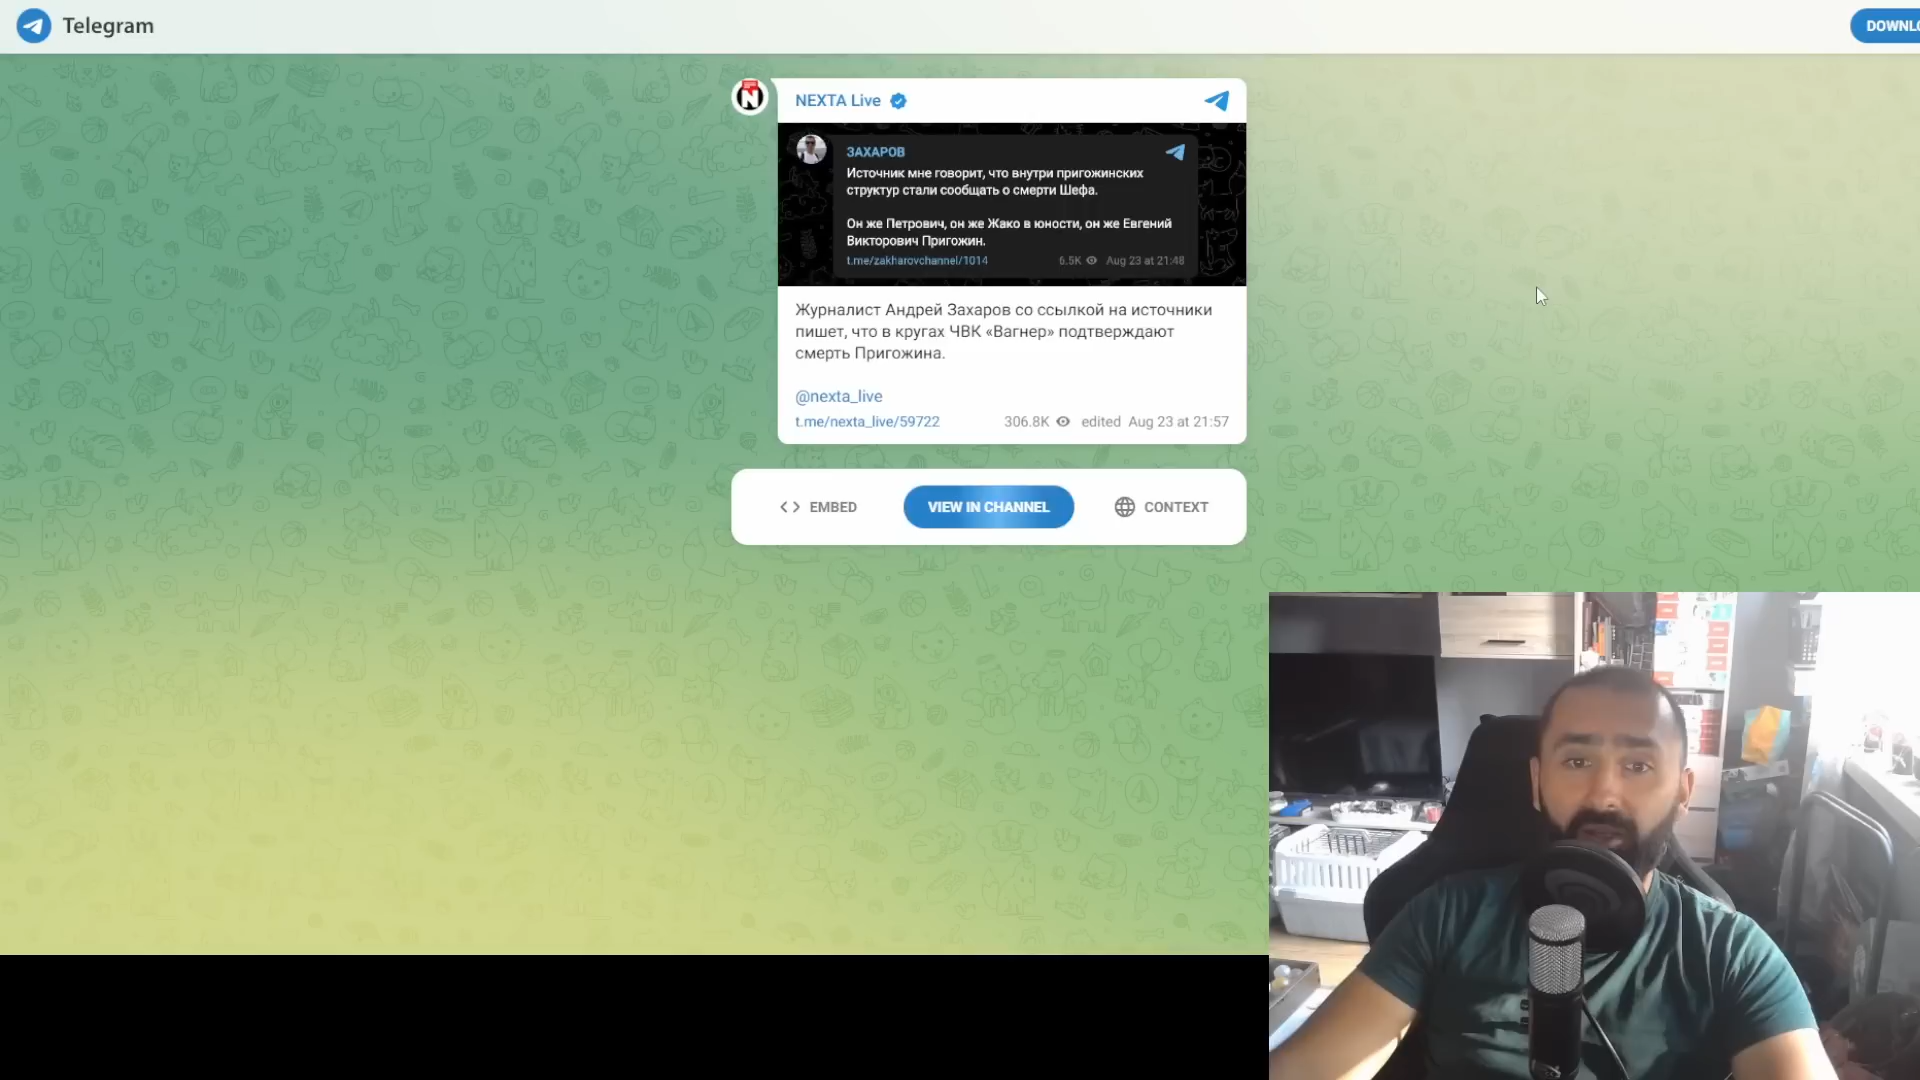 Telegram
DOWNLO
NEXTA Live
ЗАХАРОВ
Источник мне говорит, что внутри пригожинских
структур стали сообщать о смерти Шефа.
Он же Петрович, он же Жако в юности, он же Евгений
Викторович Пригожин.
t.me/zakharovchannel/1014 6.5K Aug 23 at 21:48
Журналист Андрей Захаров со ссылкой на источники
пишет, что в кругах ЧВК «Вагнер» подтверждают
смерть Пригожина.
@nexta_live
t.me/nexta_live/59722 306.8K edited Aug 23 at 21:57
EMBED VIEW IN CHANNEL CONTEXT